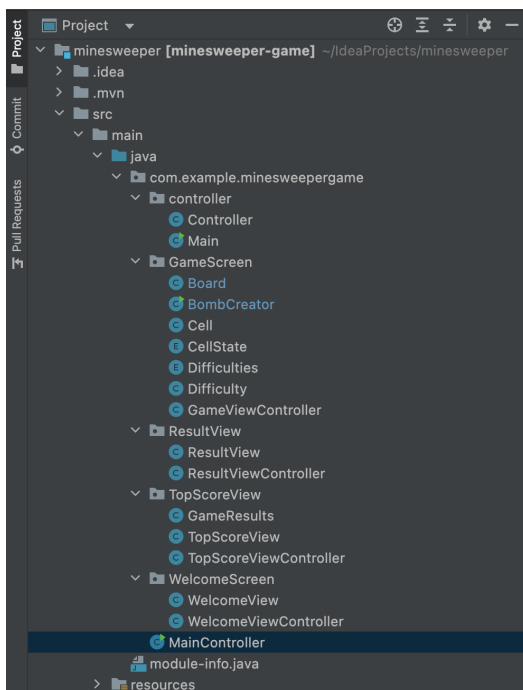 Project
minesweeper [minesweeper-game] ~/IdeaProjects/minesweeper
.idea
.mvn
src
main
java
com.example.minesweepergame
controller
C Controller
C Main
GameScreen
C Board
C BombCreator
C Cell
E CellState
E Difficulties
C Difficulty
C GameViewController
ResultView
C ResultView
C ResultViewController
TopScoreView
C GameResults
C TopScoreView
C TopScoreViewController
WelcomeScreen
C WelcomeView
C WelcomeViewController
C MainController
module-info.java
resources
Project
Commit
Pull Requests